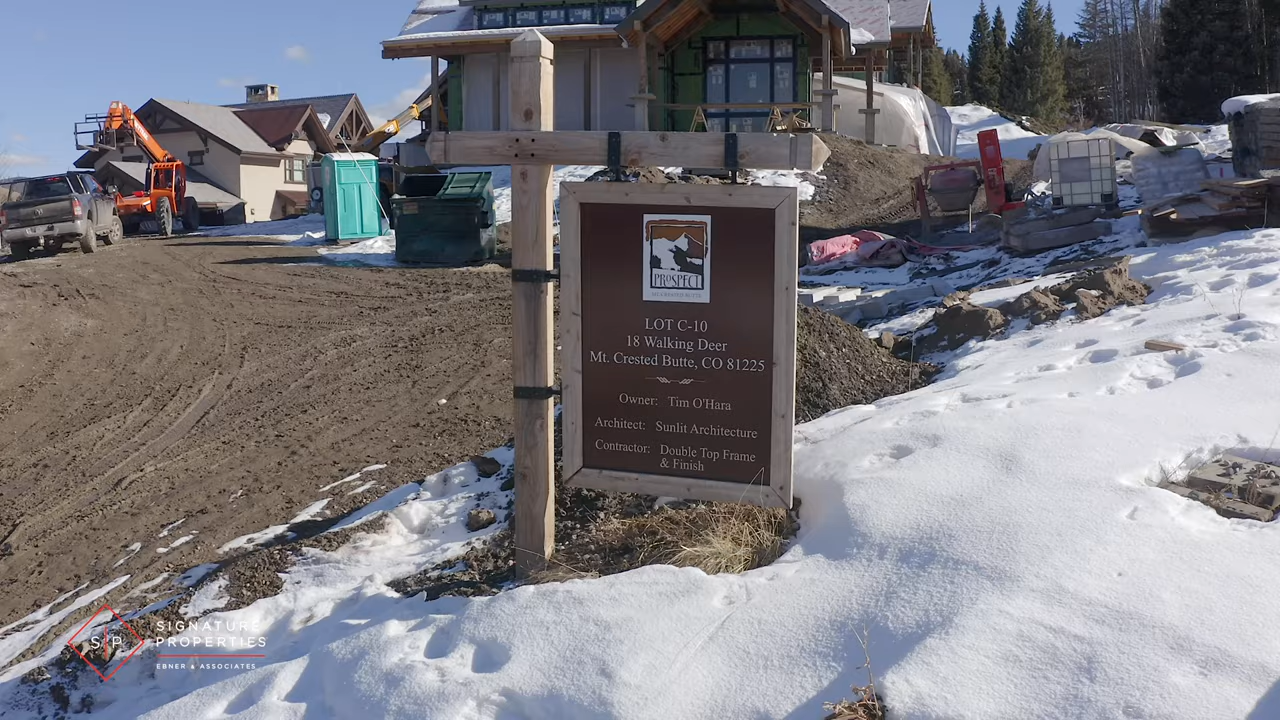 PROSPECT
LOT C-10
18 Walking Deer
Mt. Crested Butte, CO 81225
Owner: Tim O'Hara
Architect: Sunlit Architecture
Contractor: Double Top Frame
& Finish
S|P
SIGNATURE
PROPERTIES
EBNER & ASSOCIATES